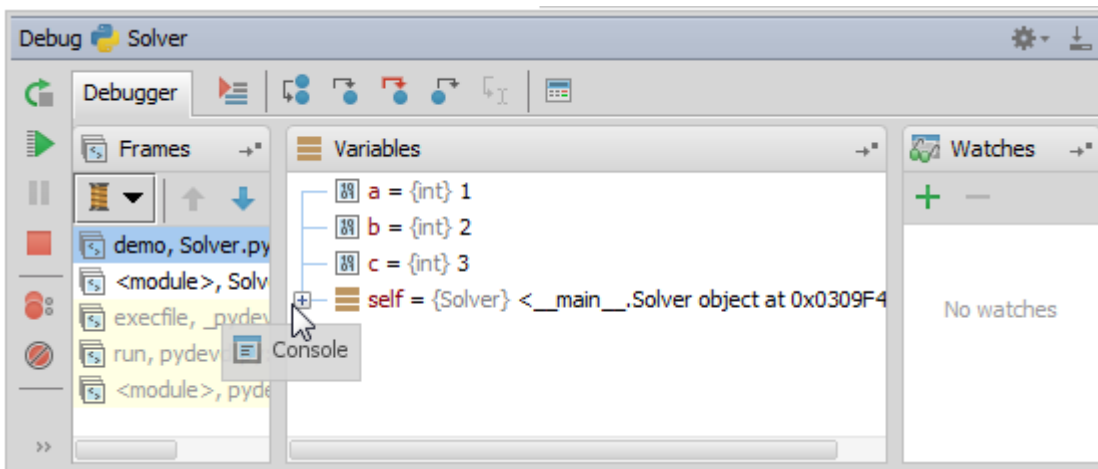 Debug Solver
Debugger
Frames
Variables
Watches
a = {int} 1
b = {int} 2
c = {int} 3
self = {Solver} <__main__.Solver object at 0x0309F4
demo, Solver.py
<module>, Solv
execfile, _pydev
run, pydev
<module>, pyde
Console
No watches